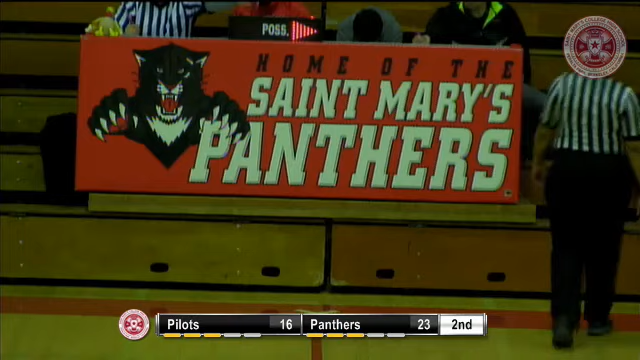 POSS.
HOME OF THE
SAINT MARY'S
PANTHERS
Pilots 16 Panthers 23 2nd